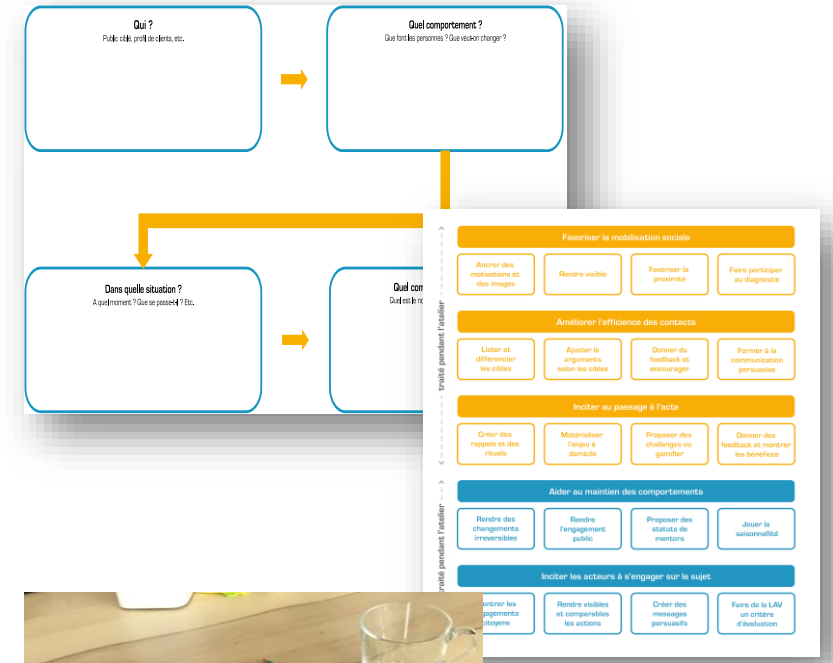 Qui ?
Public ciblé, profil de clients, etc.
Quel comportement ?
Que font les personnes ? Que veut-on changer ?
Dans quelle situation ?
A quel moment ? Que se passe-t-il ? Etc.
Quel
Quel est le
traité pendant l'atelier
Favoriser la mobilisation sociale
Ancrer des
motivations et
des images
Rendre visible
Favoriser la
proximité
Faire participer
au diagnostic
Améliorer l'efficience des contacts
Lister et
différencier
les cibles
Ajuster le
arguments
selon les cibles
Donner du
feedback et
encourager
Former à la
communication
persuasive
Inciter au passage à l'acte
Créer des
rappels et des
rituels
Matérialiser
l'enjeu à
domicile
Proposer des
challenges ou
gamifier
Donner des
feedback et montrer
les bénéfices
traité pendant l'atelier
Aider au maintien des comportements
Rendre des
changements
irreversibles
Rendre
l'engagement
public
Proposer des
statuts de
mentors
Jouer la
saisonnallité
Inciter les acteurs à s'engager sur le sujet
les
Rendre visibles
et comparables
les actions
Créer des
messages
persuasifs
Faire de la LAV
un critère
d'évaluation